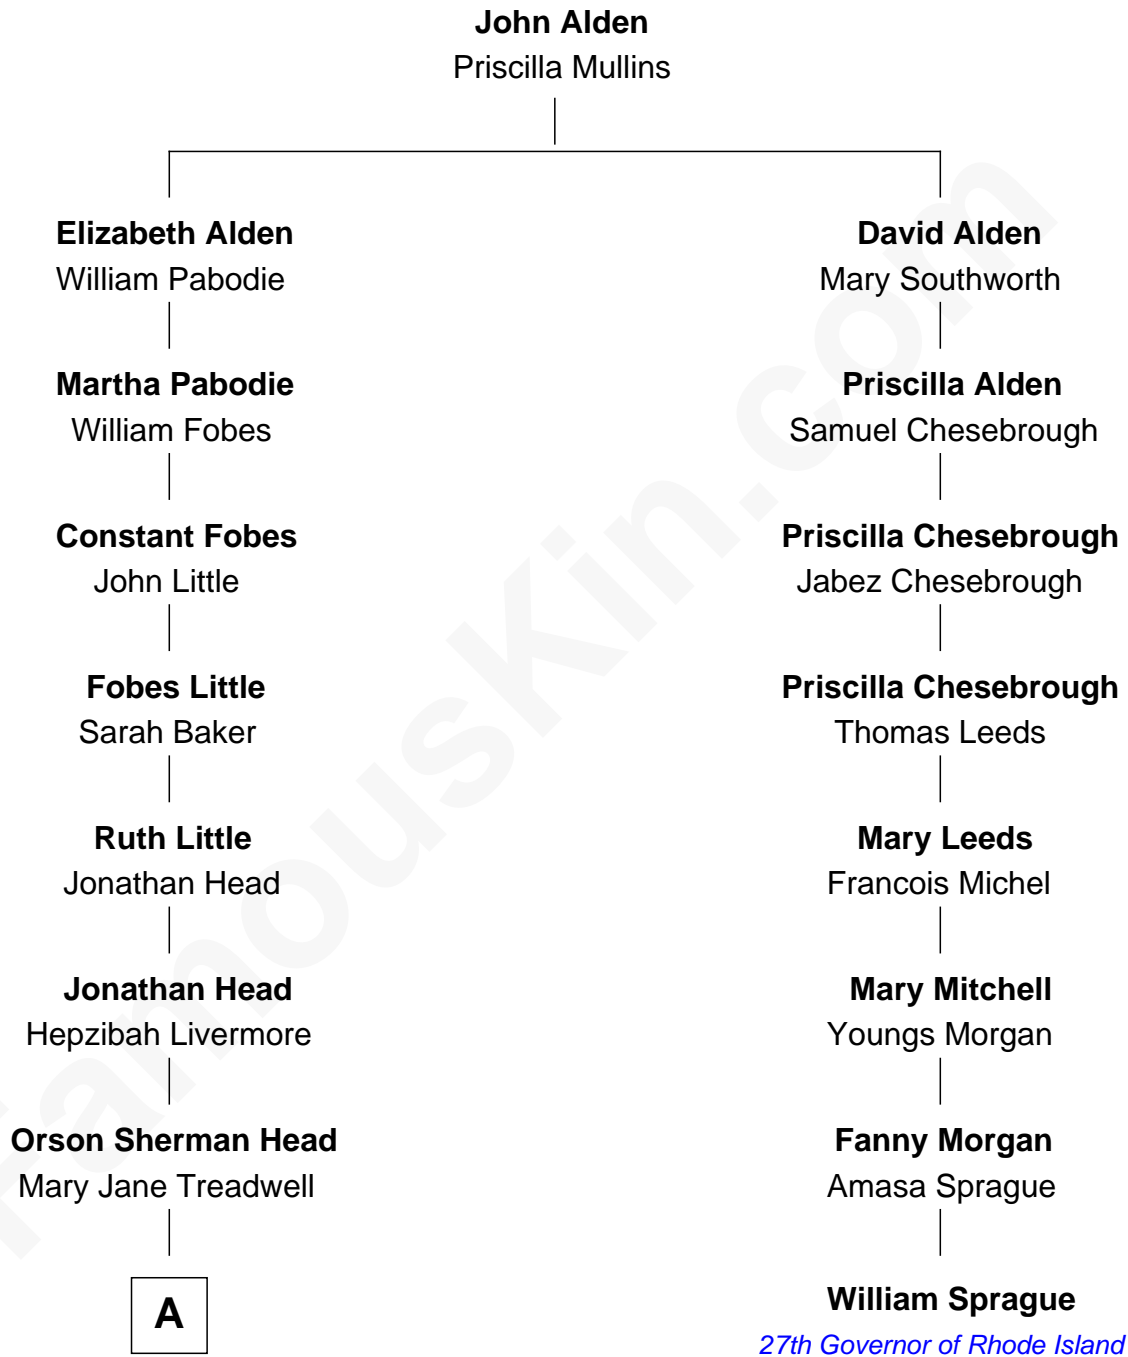 John Alden
Priscilla Mullins
Elizabeth Alden
William Pabodie
David Alden
Mary Southworth
Martha Pabodie
William Fobes
Priscilla Alden
Samuel Chesebrough
Constant Fobes
John Little
Priscilla Chesebrough
Jabez Chesebrough
Fobes Little
Sarah Baker
Priscilla Chesebrough
Thomas Leeds
Ruth Little
Jonathan Head
Mary Leeds
Francois Michel
Jonathan Head
Hepzibah Livermore
Mary Mitchell
Youngs Morgan
Orson Sherman Head
Mary Jane Treadwell
Fanny Morgan
Amasa Sprague
A
William Sprague
27th Governor of Rhode Island
FamousKin.com